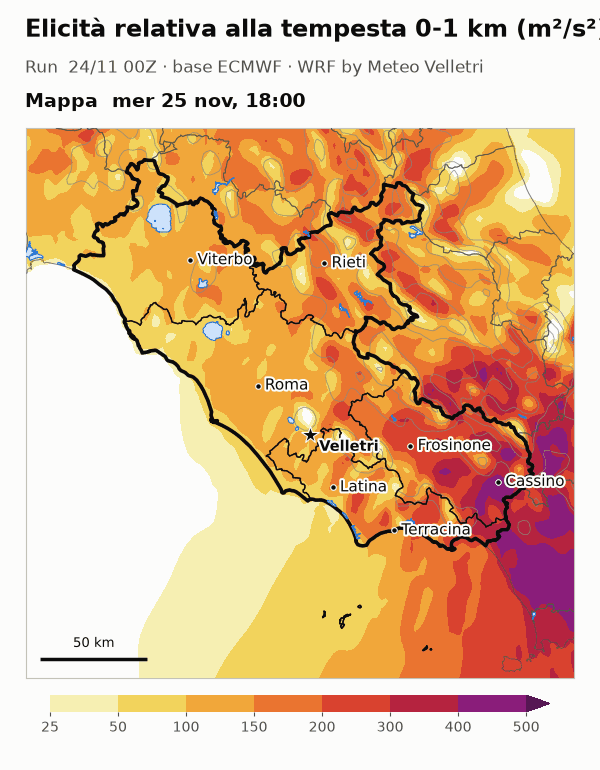 Elicità relativa alla tempesta 0-1 km (m²/s²)
Run  24/11 00Z · base ECMWF · WRF by Meteo Velletri
Mappa  mer 25 nov, 18:00
Viterbo
Rieti
Roma
Velletri
Frosinone
Cassino
Latina
Terracina
50 km
25 50 100 150 200 300 400 500